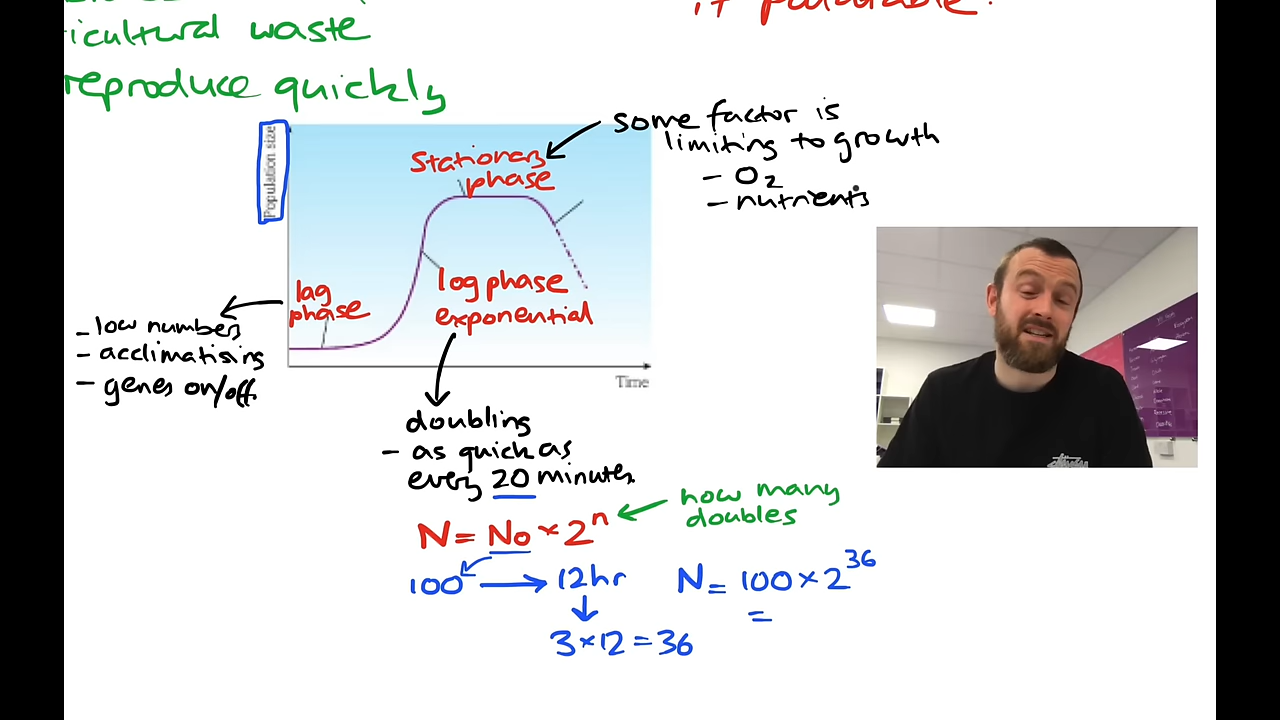 icultural waste
reproduce quickly
if palatable?
Population size
Stationary
phase
some factor is
limiting to growth
- O2
- nutrients
lag
phase
log phase
exponential
- low numbers
- acclimatising
- genes on/off
Time
doubling
- as quick as
every 20 minutes
N = No × 2^n
how many
doubles
100 → 12hr
3 × 12 = 36
N = 100 × 2^36
=